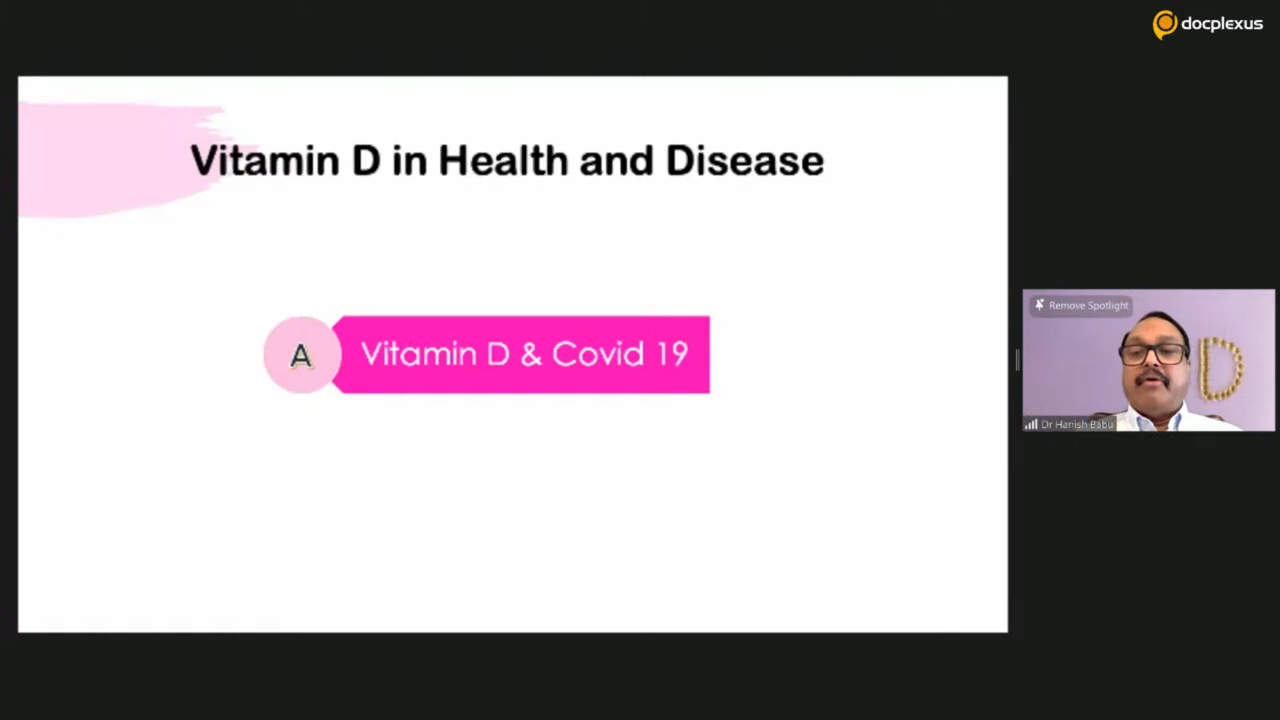 docplexus
Vitamin D in Health and Disease
A
Vitamin D & Covid 19
Remove Spotlight
D
Dr Harish Babu